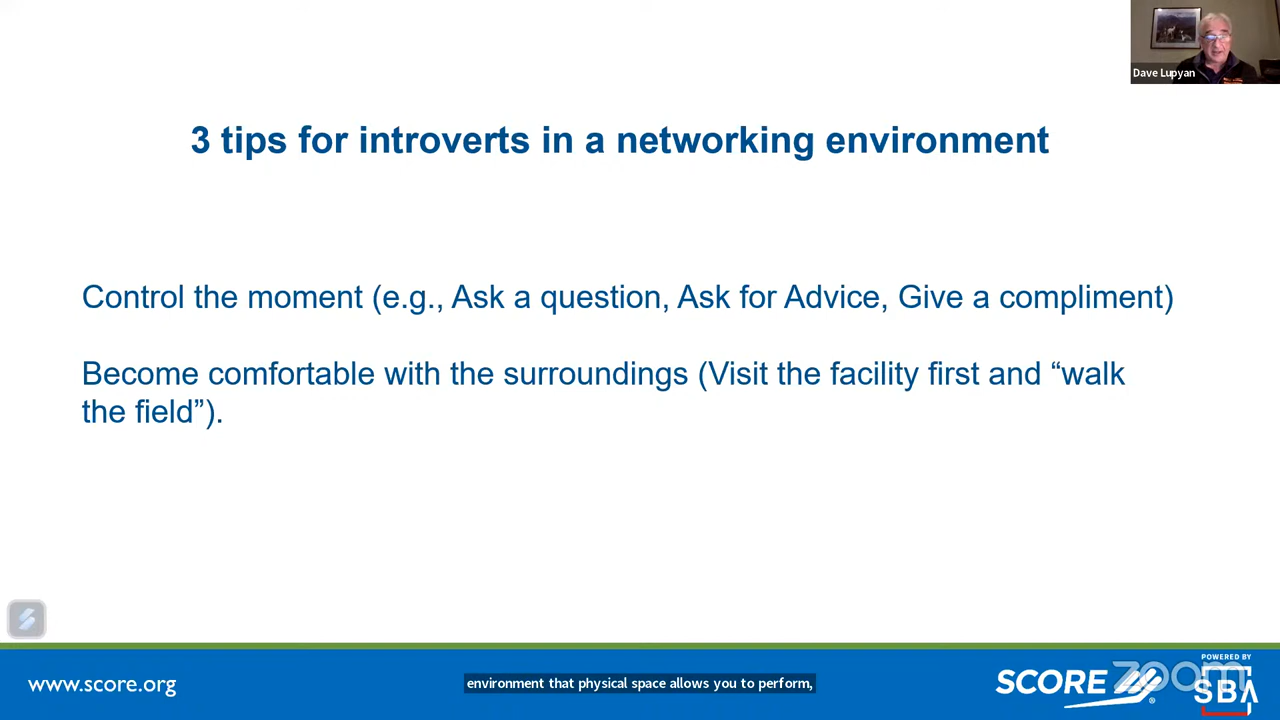 Dave Lupyan
3 tips for introverts in a networking environment
Control the moment (e.g., Ask a question, Ask for Advice, Give a compliment)
Become comfortable with the surroundings (Visit the facility first and “walk
the field”).
www.score.org
environment that physical space allows you to perform,
SCORE
®
zoom
POWERED BY
SBA